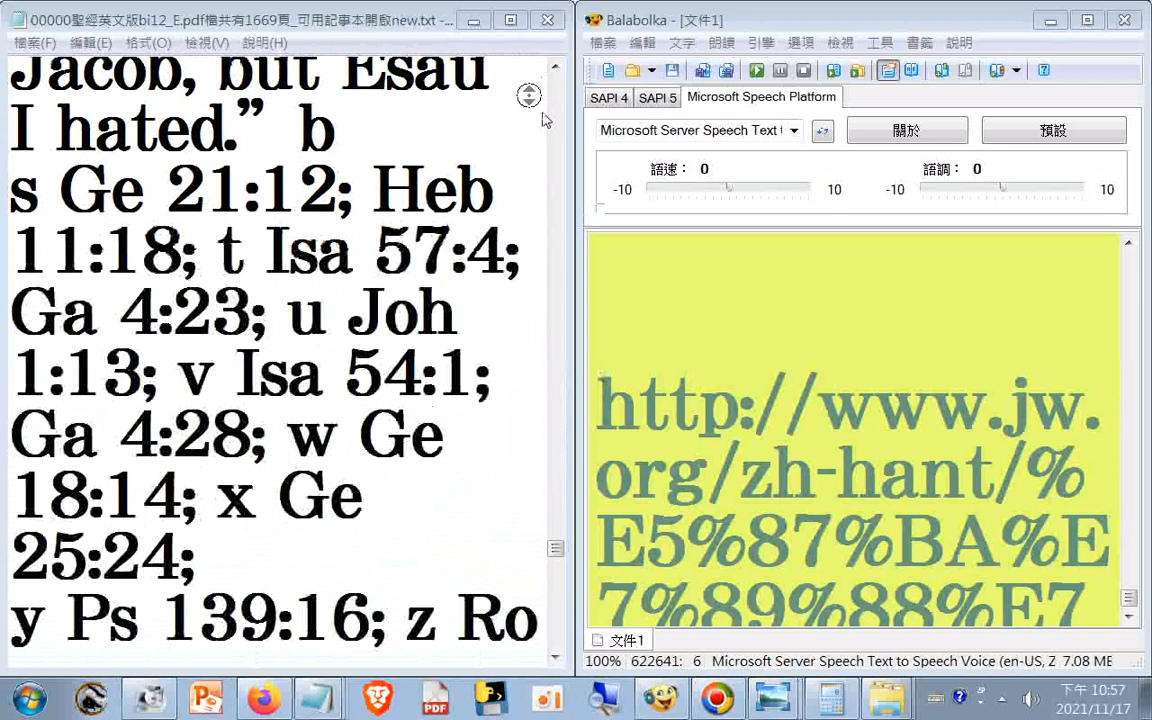 00000聖經英文版bi12_E.pdf檔共有1669頁_可用記事本開啟new.txt -...
檔案(F) 編輯(E) 格式(O) 檢視(V) 說明(H)
Jacob, but Esau
I hated.” b
s Ge 21:12; Heb
11:18; t Isa 57:4;
Ga 4:23; u Joh
1:13; v Isa 54:1;
Ga 4:28; w Ge
18:14; x Ge
25:24;
y Ps 139:16; z Ro
Balabolka - [文件1]
檔案 編輯 文字 朗讀 引擎 選項 檢視 工具 書籤 說明
SAPI 4 SAPI 5 Microsoft Speech Platform
Microsoft Server Speech Text 關於 預設
語速： 0 語調： 0
-10 10 -10 10
http://www.jw.
org/zh-hant/%
E5%87%BA%E
7%89%88%E7
文件1
100% 622641: 6 Microsoft Server Speech Text to Speech Voice (en-US, Z 7.08 ME
PDF
下午 10:57
2021/11/17